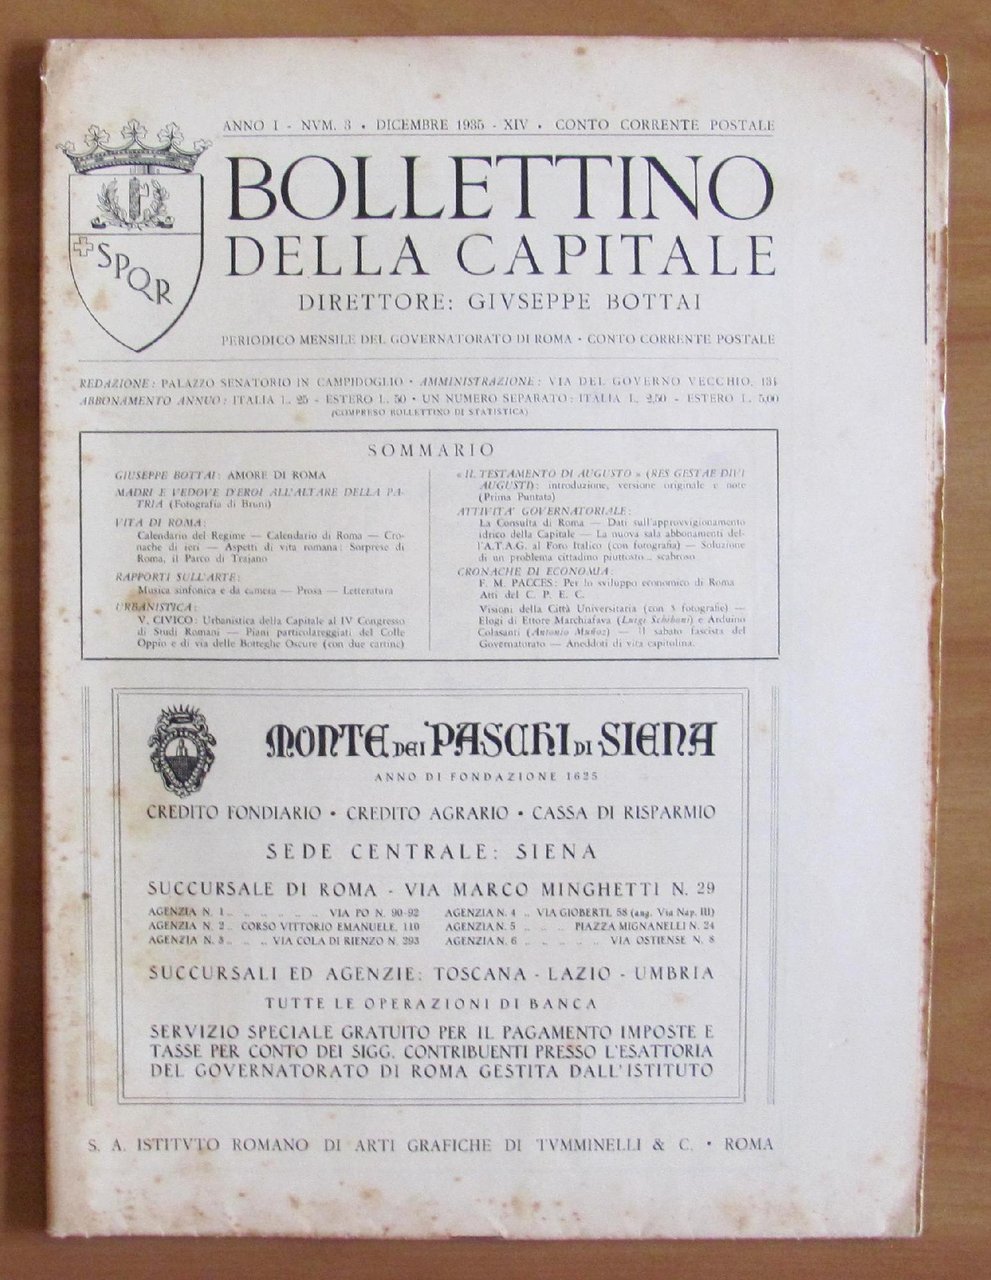 ANNO I - NVM. 3 • DICEMBRE 1935 - XIV • CONTO CORRENTE POSTALE
BOLLETTINO
DELLA CAPITALE
DIRETTORE: GIVSEPPE BOTTAI
PERIODICO MENSILE DEL GOVERNATORATO DI ROMA • CONTO CORRENTE POSTALE
SPQR
REDAZIONE: PALAZZO SENATORIO IN CAMPIDOGLIO • AMMINISTRAZIONE: VIA DEL GOVERNO VECCHIO, 134
ABBONAMENTO ANNUO: ITALIA L. 25 - ESTERO L. 50 • UN NUMERO SEPARATO: ITALIA L. 2,50 - ESTERO L. 5,00
(COMPRESO BOLLETTINO DI STATISTICA)
SOMMARIO
GIUSEPPE BOTTAI: AMORE DI ROMA
MADRI E VEDOVE D'EROI ALL'ALTARE DELLA PA-
TRIA (Fotografia di Bruni)
VITA DI ROMA:
Calendario del Regime — Calendario di Roma — Cro-
nache di ieri — Aspetti di vita romana: Sorprese di
Roma, il Parco di Traiano
RAPPORTI SULL'ARTE:
Musica sinfonica e da camera — Prosa — Letteratura
URBANISTICA:
V. CIVICO: Urbanistica della Capitale al IV Congresso
di Studi Romani — Piani particolareggiati del Colle
Oppio e di via delle Botteghe Oscure (con due cartine)
« IL TESTAMENTO DI AUGUSTO » (RES GESTAE DIVI
AUGUSTI): introduzione, versione originale e note
(Prima Puntata)
ATTIVITA' GOVERNATORIALE:
La Consulta di Roma — Dati sull'approvvigionamento
idrico della Capitale — La nuova sala abbonamenti del-
l'A.T.A.G. al Foro Italico (con fotografia) — Soluzione
di un problema cittadino piuttosto... scabroso
CRONACHE DI ECONOMIA:
F. M. PACCES: Per lo sviluppo economico di Roma
Atti del C. P. E. C.
Visioni della Città Universitaria (con 3 fotografie) —
Elogi di Ettore Marchiafava (Luigi Schiboni) e Arduino
Colasanti (Antonio Muñoz) — Il sabato fascista del
Governatorato — Aneddoti di vita capitolina.
MONTE DEI PASCHI DI SIENA
ANNO DI FONDAZIONE 1625
CREDITO FONDIARIO • CREDITO AGRARIO • CASSA DI RISPARMIO
SEDE CENTRALE: SIENA
SUCCURSALE DI ROMA - VIA MARCO MINGHETTI N. 29
AGENZIA N. 1 .. .. .. .. .. VIA PO N. 90-92
AGENZIA N. 2 .. CORSO VITTORIO EMANUELE, 110
AGENZIA N. 3 .. .. .. VIA COLA DI RIENZO N. 293
AGENZIA N. 4 .. VIA GIOBERTI, 58 (ang. Via Nap. III)
AGENZIA N. 5 .. .. .. PIAZZA MIGNANELLI N. 24
AGENZIA N. 6 .. .. .. .. VIA OSTIENSE N. 8
SUCCURSALI ED AGENZIE: TOSCANA - LAZIO - UMBRIA
TUTTE LE OPERAZIONI DI BANCA
SERVIZIO SPECIALE GRATUITO PER IL PAGAMENTO IMPOSTE E
TASSE PER CONTO DEI SIGG. CONTRIBUENTI PRESSO L'ESATTORIA
DEL GOVERNATORATO DI ROMA GESTITA DALL'ISTITUTO
S. A. ISTITVTO ROMANO DI ARTI GRAFICHE DI TVMMINELLI & C. • ROMA